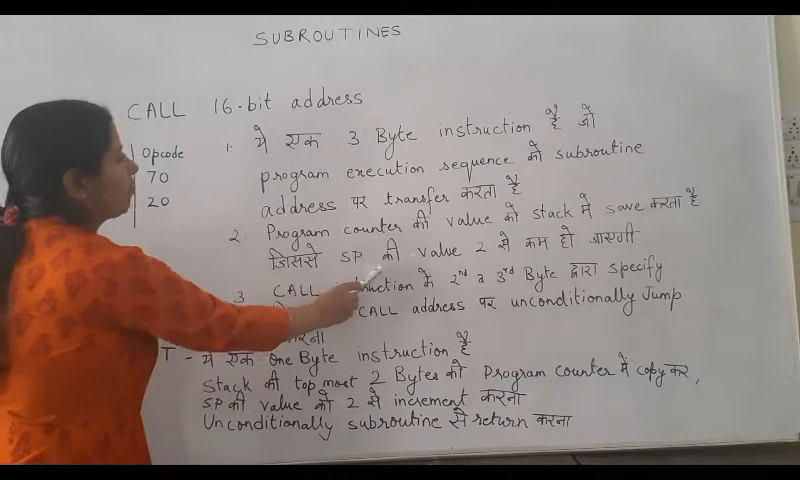 SUBROUTINES
CALL 16-bit address
Opcode
70
20
1. ये एक 3 Byte instruction है जो
program execution sequence को subroutine
address पर transfer करता है
2. Program counter की value को stack में save करता है
जिससे SP की value 2 से कम हो जाएगी
3. CALL के 2nd व 3rd Byte द्वारा specify
CALL address पर unconditionally Jump
T - ये एक One Byte instruction है
Stack की top most 2 Bytes को Program counter में copy कर,
SP की value को 2 से increment करना
Unconditionally subroutine से return करना